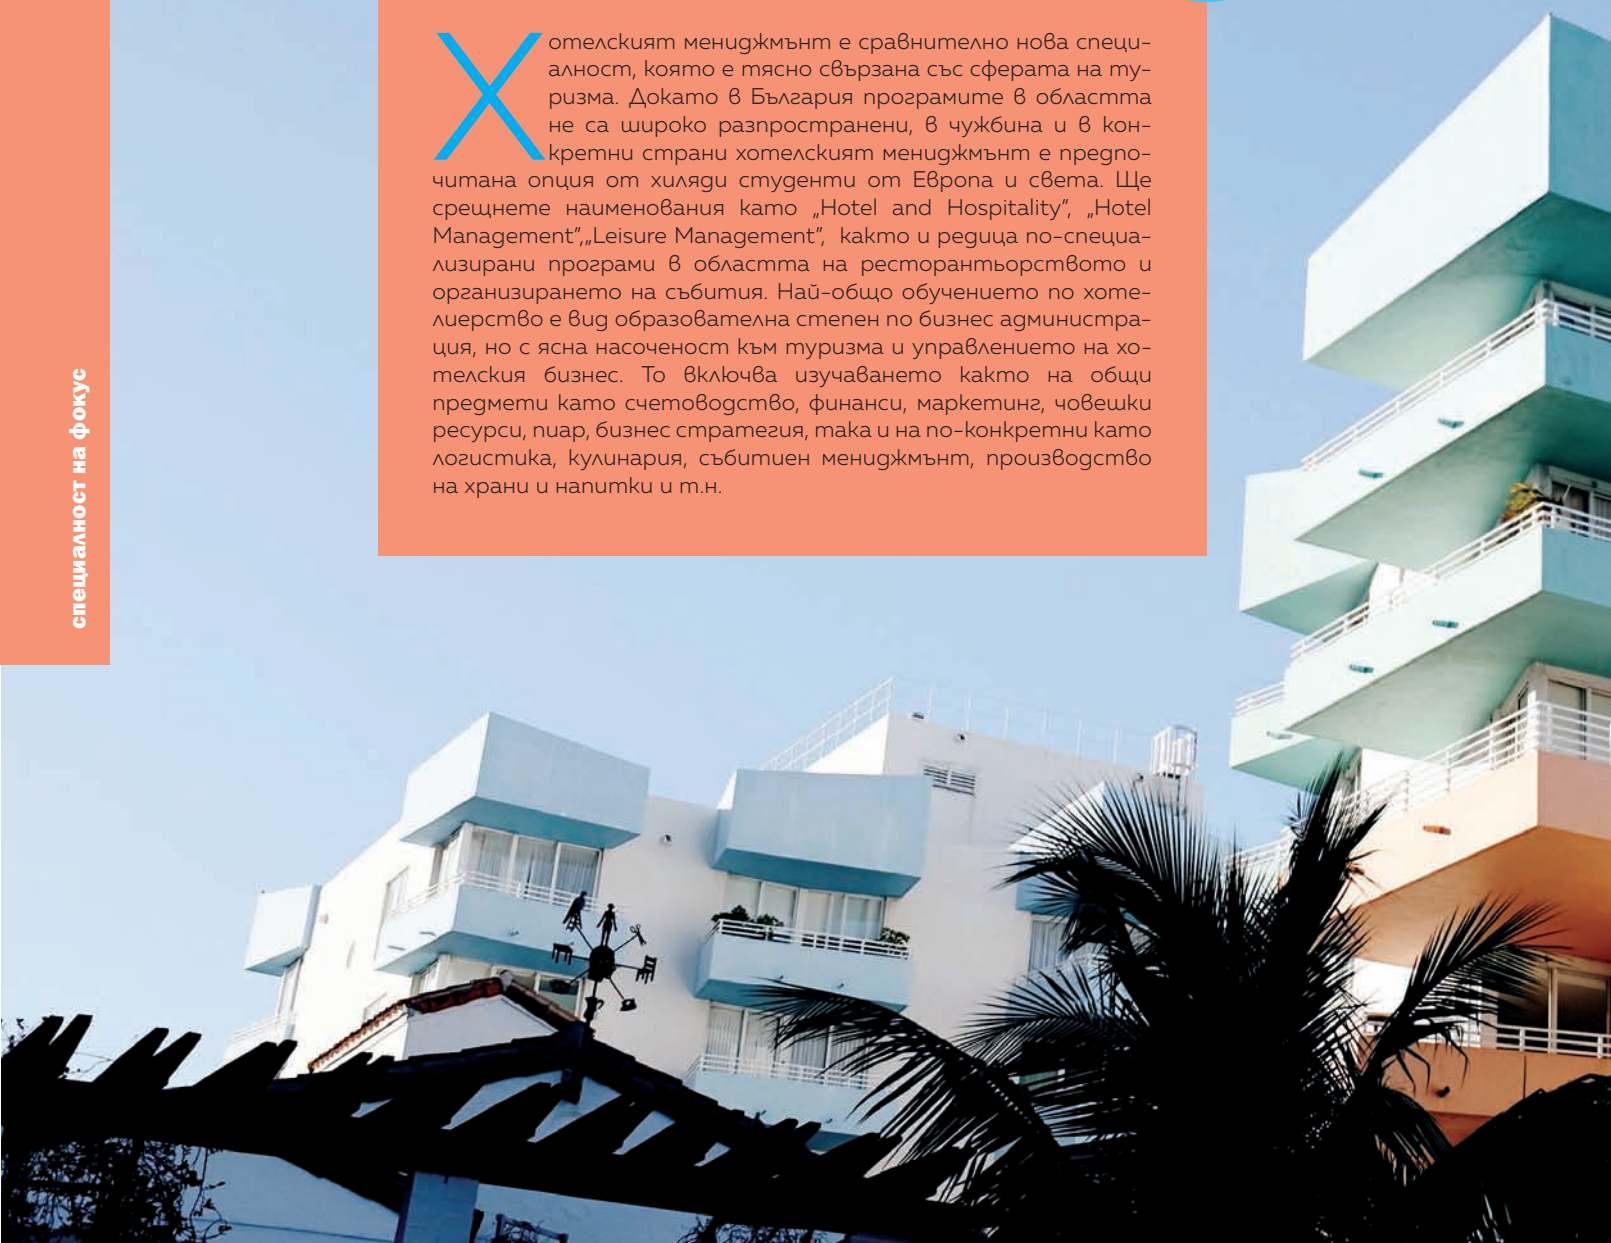 Хотелският мениджмънт е сравнително нова специ-
алност, която е тясно свързана със сферата на ту-
ризма. Докато в България програмите в областта
не са широко разпространени, в чужбина и в кон-
кретни страни хотелският мениджмънт е предпо-
читана опция от хиляди студенти от Европа и света. Ще
срещнете наименования като „Hotel and Hospitality”, „Hotel
Management”,„Leisure Management”, както и редица по-специа-
лизирани програми в областта на ресторантьорството и
организирането на събития. Най-общо обучението по хоте-
лиерство е вид образователна степен по бизнес администра-
ция, но с ясна насоченост към туризма и управлението на хо-
телския бизнес. То включва изучаването както на общи
предмети като счетоводство, финанси, маркетинг, човешки
ресурси, пиар, бизнес стратегия, така и на по-конкретни като
логистика, кулинария, събитиен мениджмънт, производство
на храни и напитки и т.н.
специалност на фокус